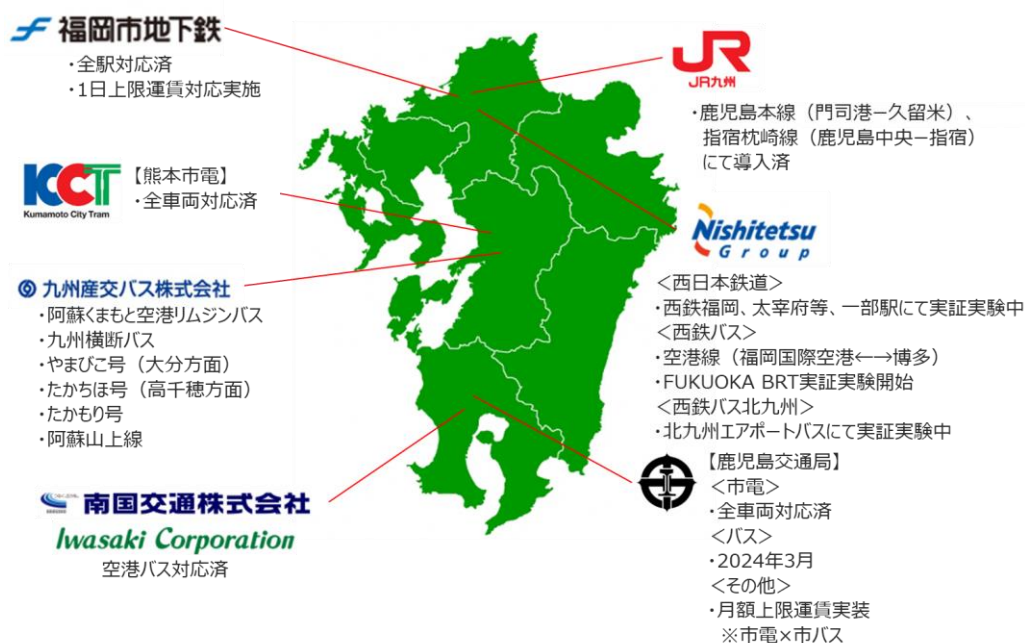 福岡市地下鉄
・全駅対応済
・1日上限運賃対応実施
JR
JR九州
・鹿児島本線（門司港−久留米）、
指宿枕崎線（鹿児島中央−指宿）
にて導入済
KCT
Kumamoto City Tram
【熊本市電】
・全車両対応済
Nishitetsu
Group
＜西日本鉄道＞
・西鉄福岡、太宰府等、一部駅にて実証実験中
＜西鉄バス＞
・空港線（福岡国際空港←→博多）
・FUKUOKA BRT実証実験開始
＜西鉄バス北九州＞
・北九州エアポートバスにて実証実験中
九州産交バス株式会社
・阿蘇くまもと空港リムジンバス
・九州横断バス
・やまびこ号（大分方面）
・たかちほ号（高千穂方面）
・たかもり号
・阿蘇山上線
南国交通株式会社
Iwasaki Corporation
空港バス対応済
【鹿児島交通局】
＜市電＞
・全車両対応済
＜バス＞
・2024年3月
＜その他＞
・月額上限運賃実装
※市電×市バス